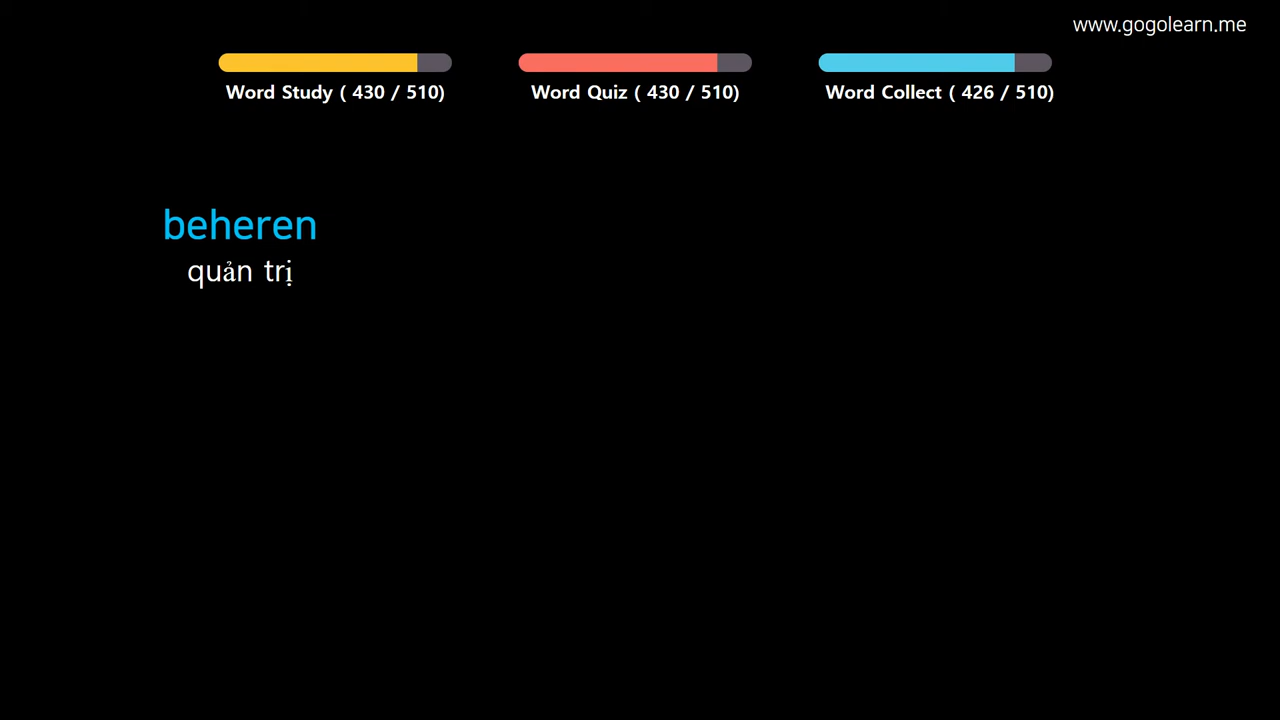 www.gogolearn.me
Word Study ( 430 / 510)
Word Quiz ( 430 / 510)
Word Collect ( 426 / 510)
beheren
quản trị